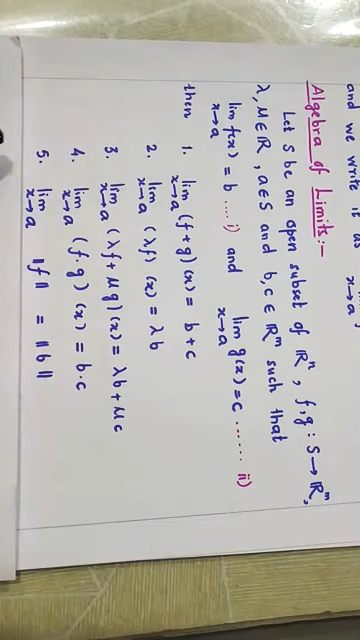 and we write it as x→a
Algebra of Limits:-
Let S be an open subset of ℝⁿ, f,g : S→ℝᵐ,
λ, μ ∈ ℝ, a∈S and b,c ∈ ℝᵐ such that
lim f(x) = b .... i) and lim g(x) = c ....... ii)
x→a x→a
then 1. lim (f+g)(x) = b + c
x→a
2. lim (λf)(x) = λb
x→a
3. lim (λf + μg)(x) = λb + μc
x→a
4. lim (f.g)(x) = b.c
x→a
5. lim ‖f‖ = ‖b‖
x→a